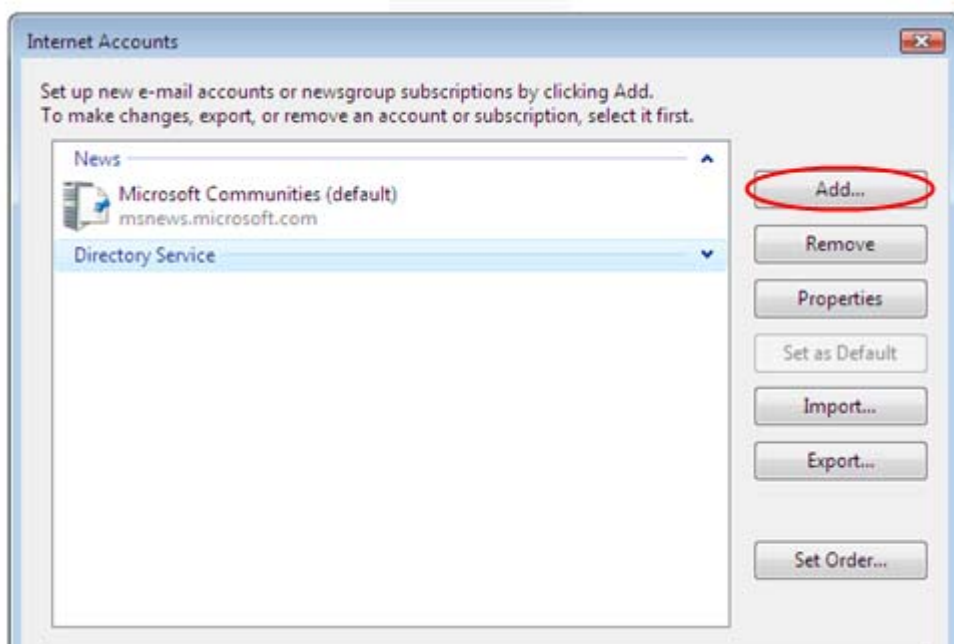 Internet Accounts
Set up new e-mail accounts or newsgroup subscriptions by clicking Add.
To make changes, export, or remove an account or subscription, select it first.
News
Microsoft Communities (default)
msnews.microsoft.com
Directory Service
Add...
Remove
Properties
Set as Default
Import...
Export...
Set Order...